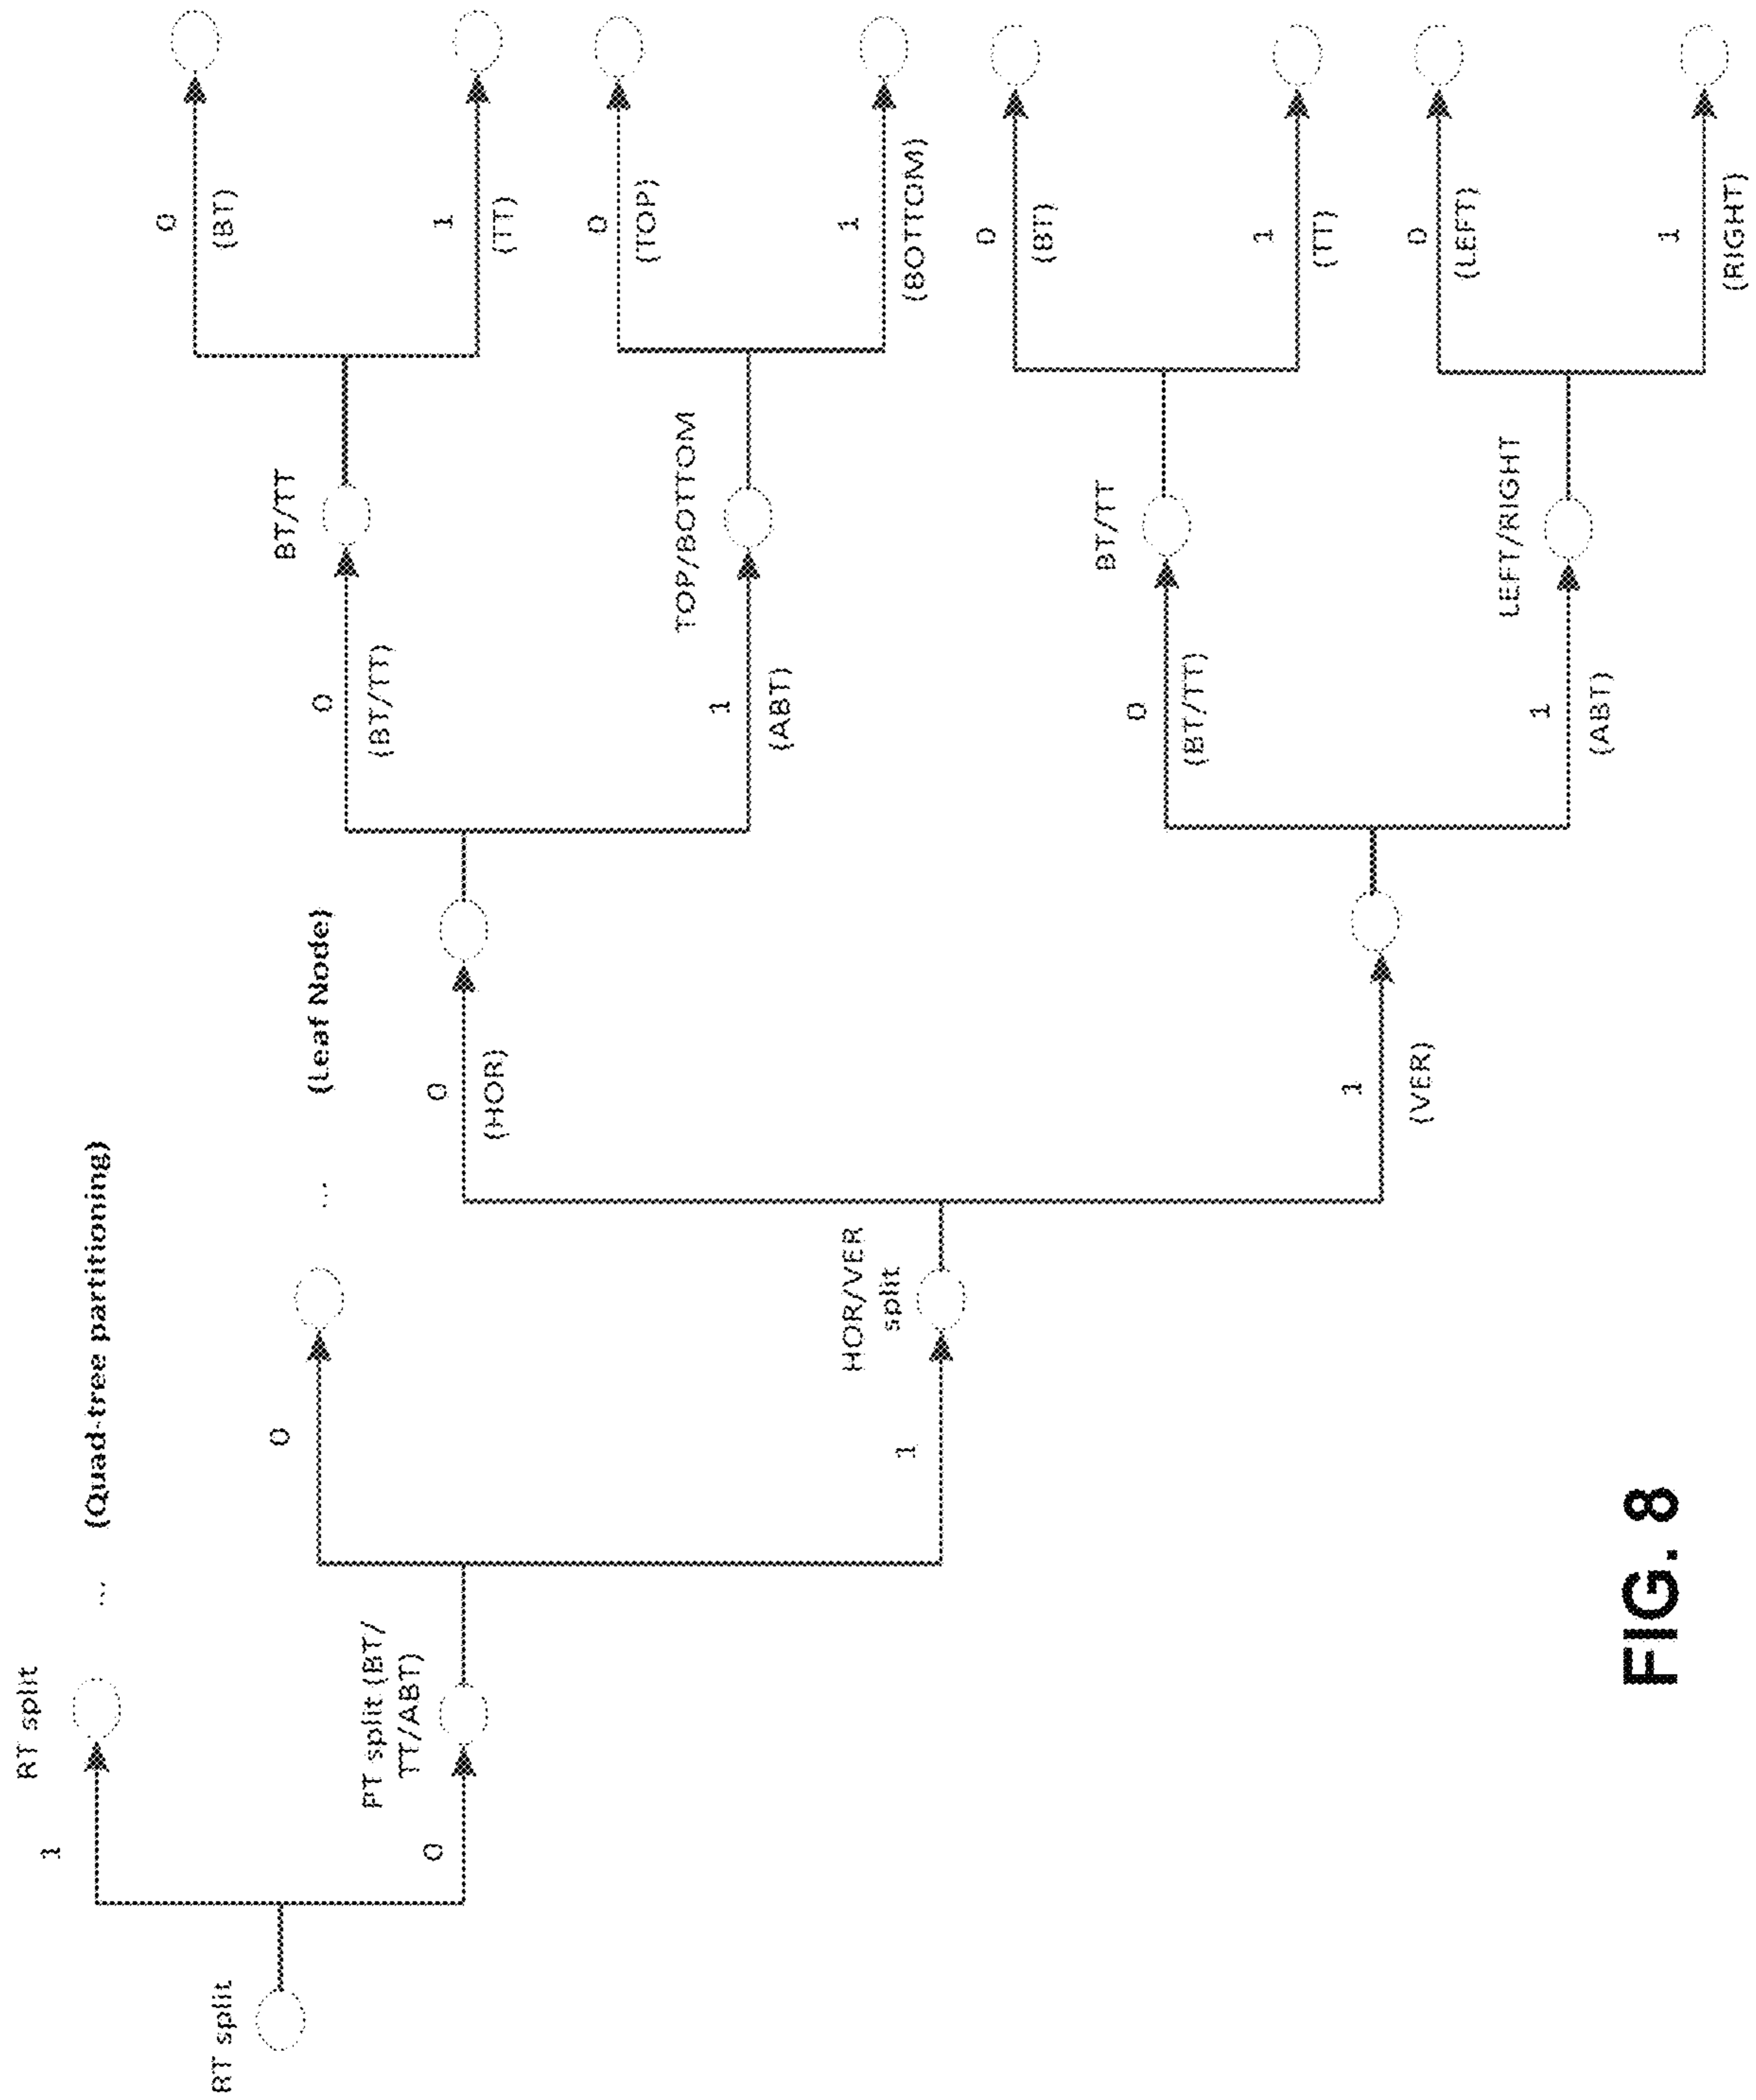 RT split
1
RT split
... (Quad-tree partitioning)
0
PT split (BT/
TT/ABT)
0
... (Leaf Node)
1
HOR/VER
split
0
(HOR)
1
(VER)
0
(BT/TT)
BT/TT
1
(ABT)
TOP/BOTTOM
0
(BT/TT)
BT/TT
1
(ABT)
LEFT/RIGHT
0
(BT)
1
(TT)
0
(TOP)
1
(BOTTOM)
0
(BT)
1
(TT)
0
(LEFT)
1
(RIGHT)
FIG. 8